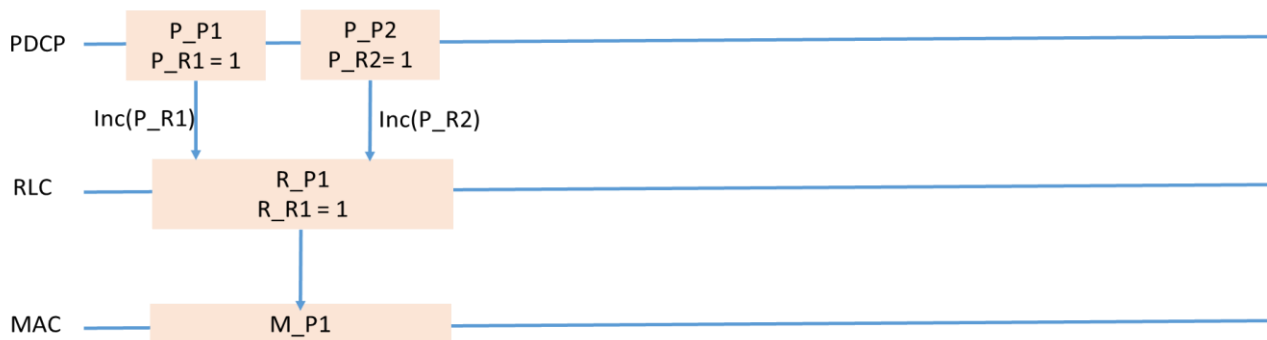 PDCP
P_P1
P_R1 = 1
P_P2
P_R2= 1
Inc(P_R1)
Inc(P_R2)
RLC
R_P1
R_R1 = 1
MAC
M_P1